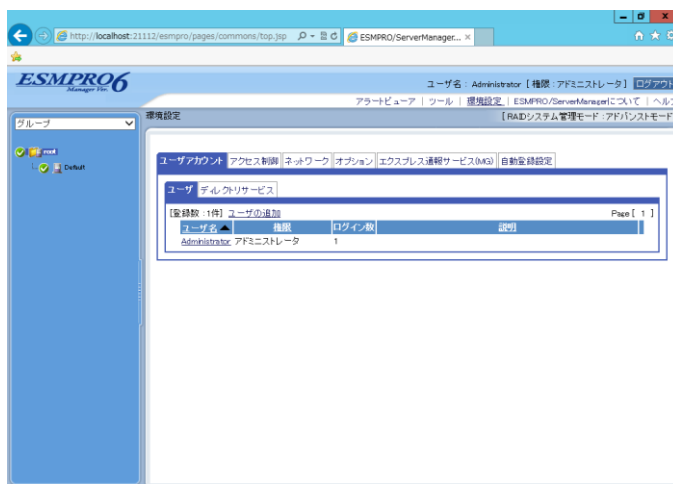 http://localhost:21112/esmpro/pages/commons/top.jsp
ESMPRO/ServerManager...
ESMPRO6
Manager Ver.
ユーザ名 : Administrator [ 権限 : アドミニストレータ ] ログアウト
アラートビューア | ツール | 環境設定 | ESMPRO/ServerManagerについて | ヘル
グループ
環境設定
[ RAIDシステム管理モード : アドバンストモード
root
Default
ユーザアカウント アクセス制御 ネットワーク オプション エクスプレス通報サービス(MG) 自動登録設定
ユーザ ディレクトリサービス
[登録数 : 1件] ユーザの追加 Page [ 1 ]
ユーザ名 ▲ 権限 ログイン数 説明
Administrator アドミニストレータ 1